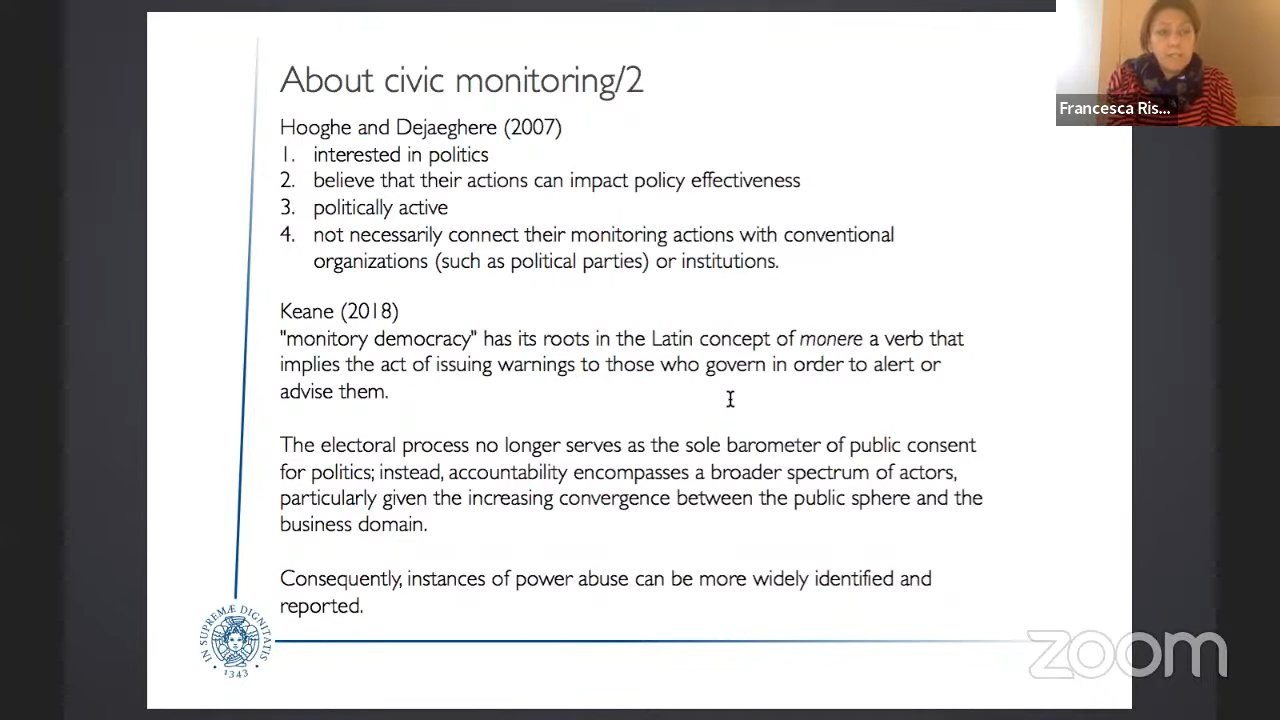 About civic monitoring/2
Hooghe and Dejaeghere (2007)
1. interested in politics
2. believe that their actions can impact policy effectiveness
3. politically active
4. not necessarily connect their monitoring actions with conventional
organizations (such as political parties) or institutions.
Keane (2018)
"monitory democracy" has its roots in the Latin concept of monere a verb that
implies the act of issuing warnings to those who govern in order to alert or
advise them.
The electoral process no longer serves as the sole barometer of public consent
for politics; instead, accountability encompasses a broader spectrum of actors,
particularly given the increasing convergence between the public sphere and the
business domain.
Consequently, instances of power abuse can be more widely identified and
reported.
IN SUPREMÆ DIGNITATIS
· 1343 ·
Francesca Ris...
zoom